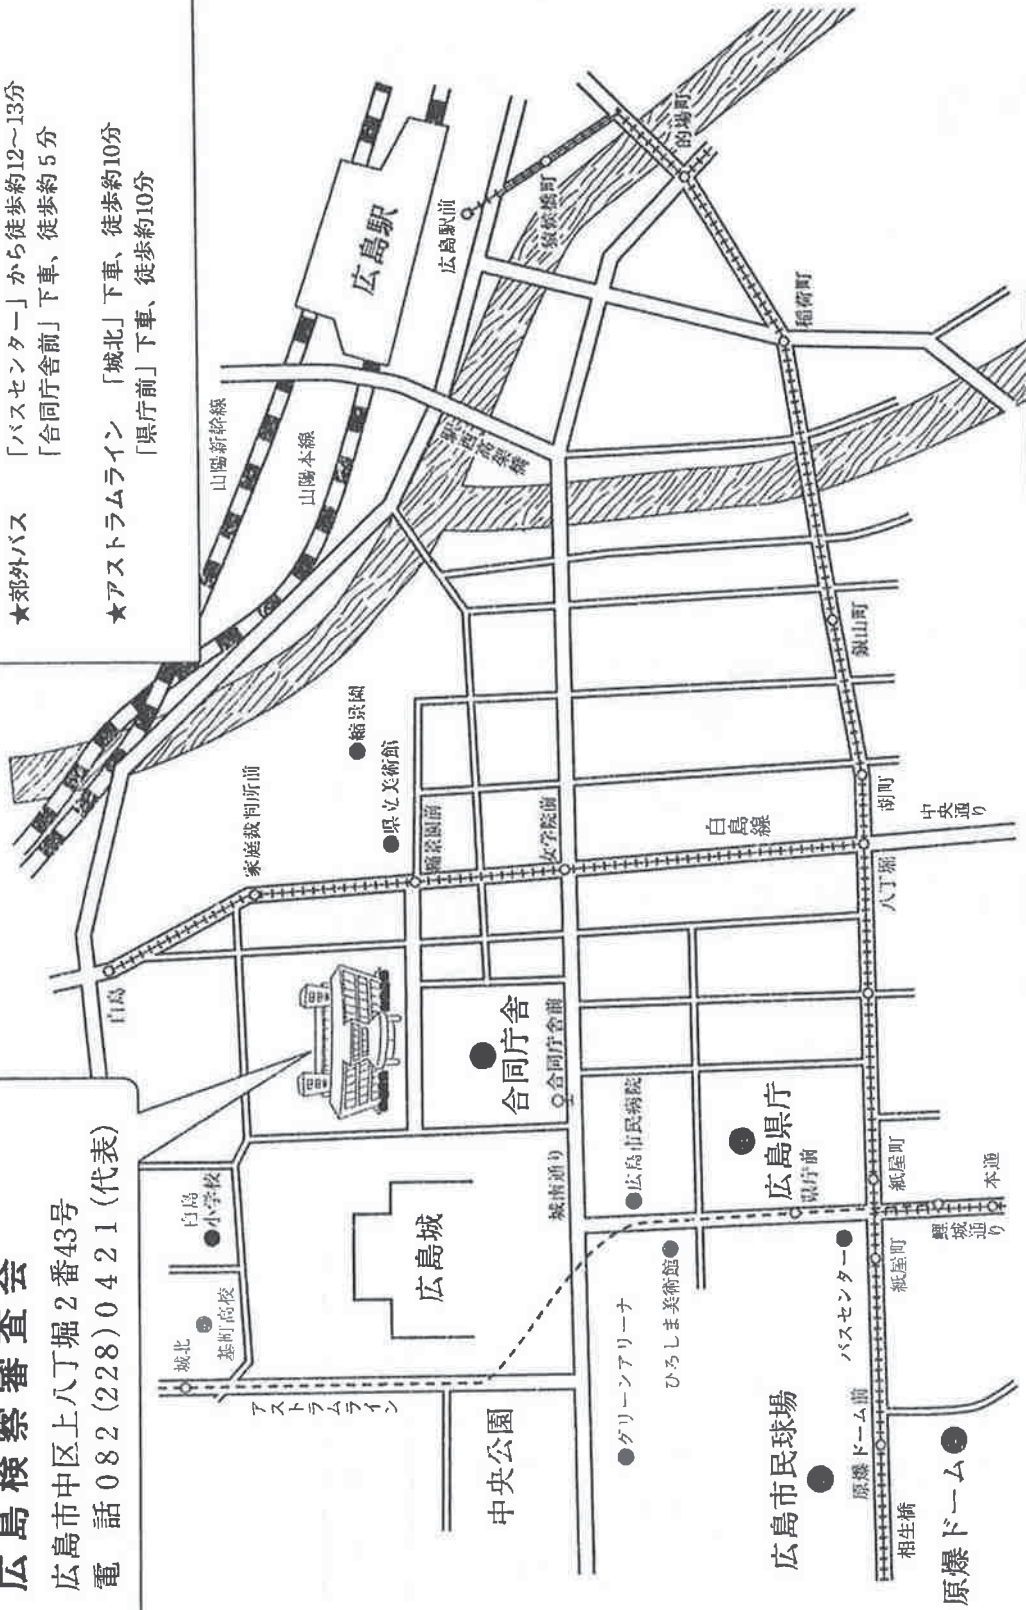 広島検察審査会
広島市中区上八丁堀2番43号
電 話 082(228)0421(代表)
★郊外バス 「バスセンター」から徒歩約12～13分
「合同庁舎前」下車、徒歩約5分
★アストラムライン 「城北」下車、徒歩約10分
「県庁前」下車、徒歩約10分
白島
家庭裁判所前
山陽新幹線
山陽本線
広島駅
広島駅前
猿猴橋町
的場町
稲荷町
銀山町
胡町
中央通り
八丁堀
白島線
女学院前
縮景園前
県立美術館
縮景園
城北
基町高校
白島
小学校
アストラムライン
広島城
中央公園
合同庁舎
合同庁舎前
城南通り
広島市民病院
グリーンアリーナ
ひろしま美術館
広島県庁
県庁前
バスセンター
紙屋町
紙屋町
鯉城通り
本通
広島市民球場
原爆ドーム前
相生橋
原爆ドーム